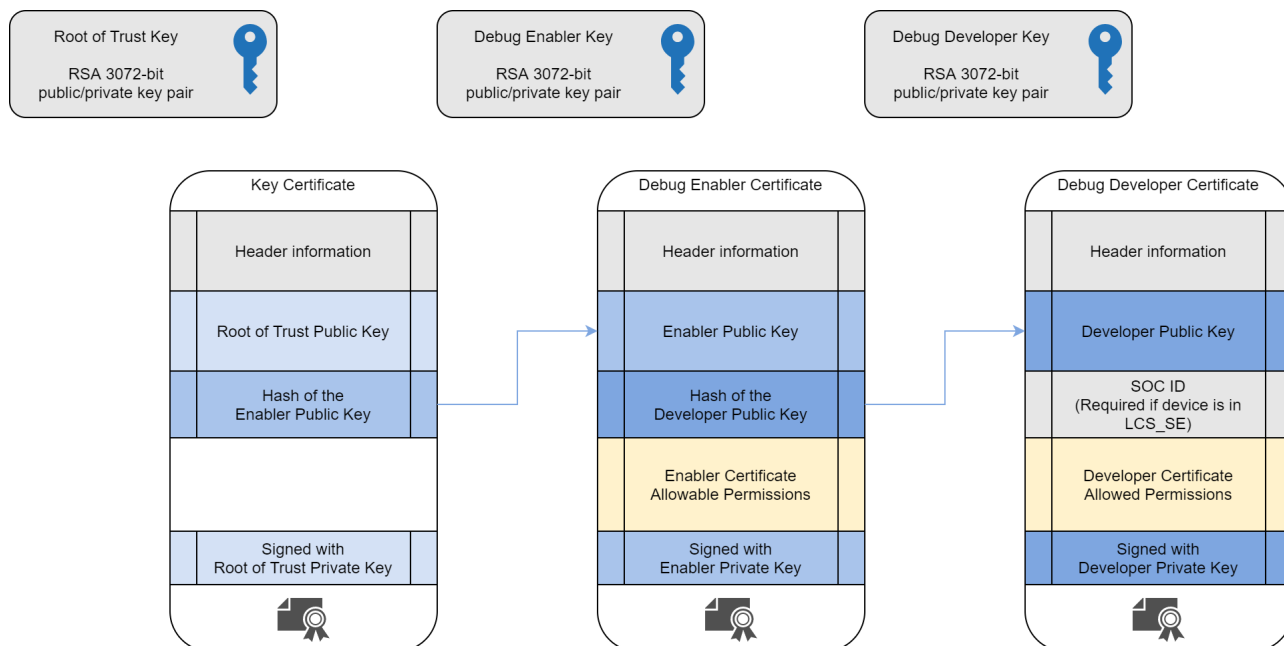 Root of Trust Key
RSA 3072-bit
public/private key pair
Debug Enabler Key
RSA 3072-bit
public/private key pair
Debug Developer Key
RSA 3072-bit
public/private key pair
Key Certificate
Header information
Root of Trust Public Key
Hash of the
Enabler Public Key
Signed with
Root of Trust Private Key
Debug Enabler Certificate
Header information
Enabler Public Key
Hash of the
Developer Public Key
Enabler Certificate
Allowable Permissions
Signed with
Enabler Private Key
Debug Developer Certificate
Header information
Developer Public Key
SOC ID
(Required if device is in
LCS_SE)
Developer Certificate
Allowed Permissions
Signed with
Developer Private Key